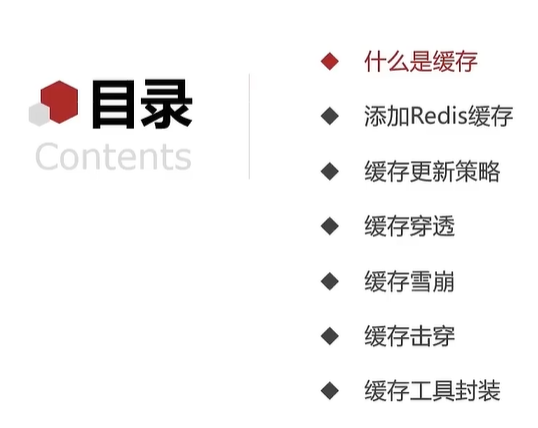 目录
Contents
什么是缓存
添加Redis缓存
缓存更新策略
缓存穿透
缓存雪崩
缓存击穿
缓存工具封装